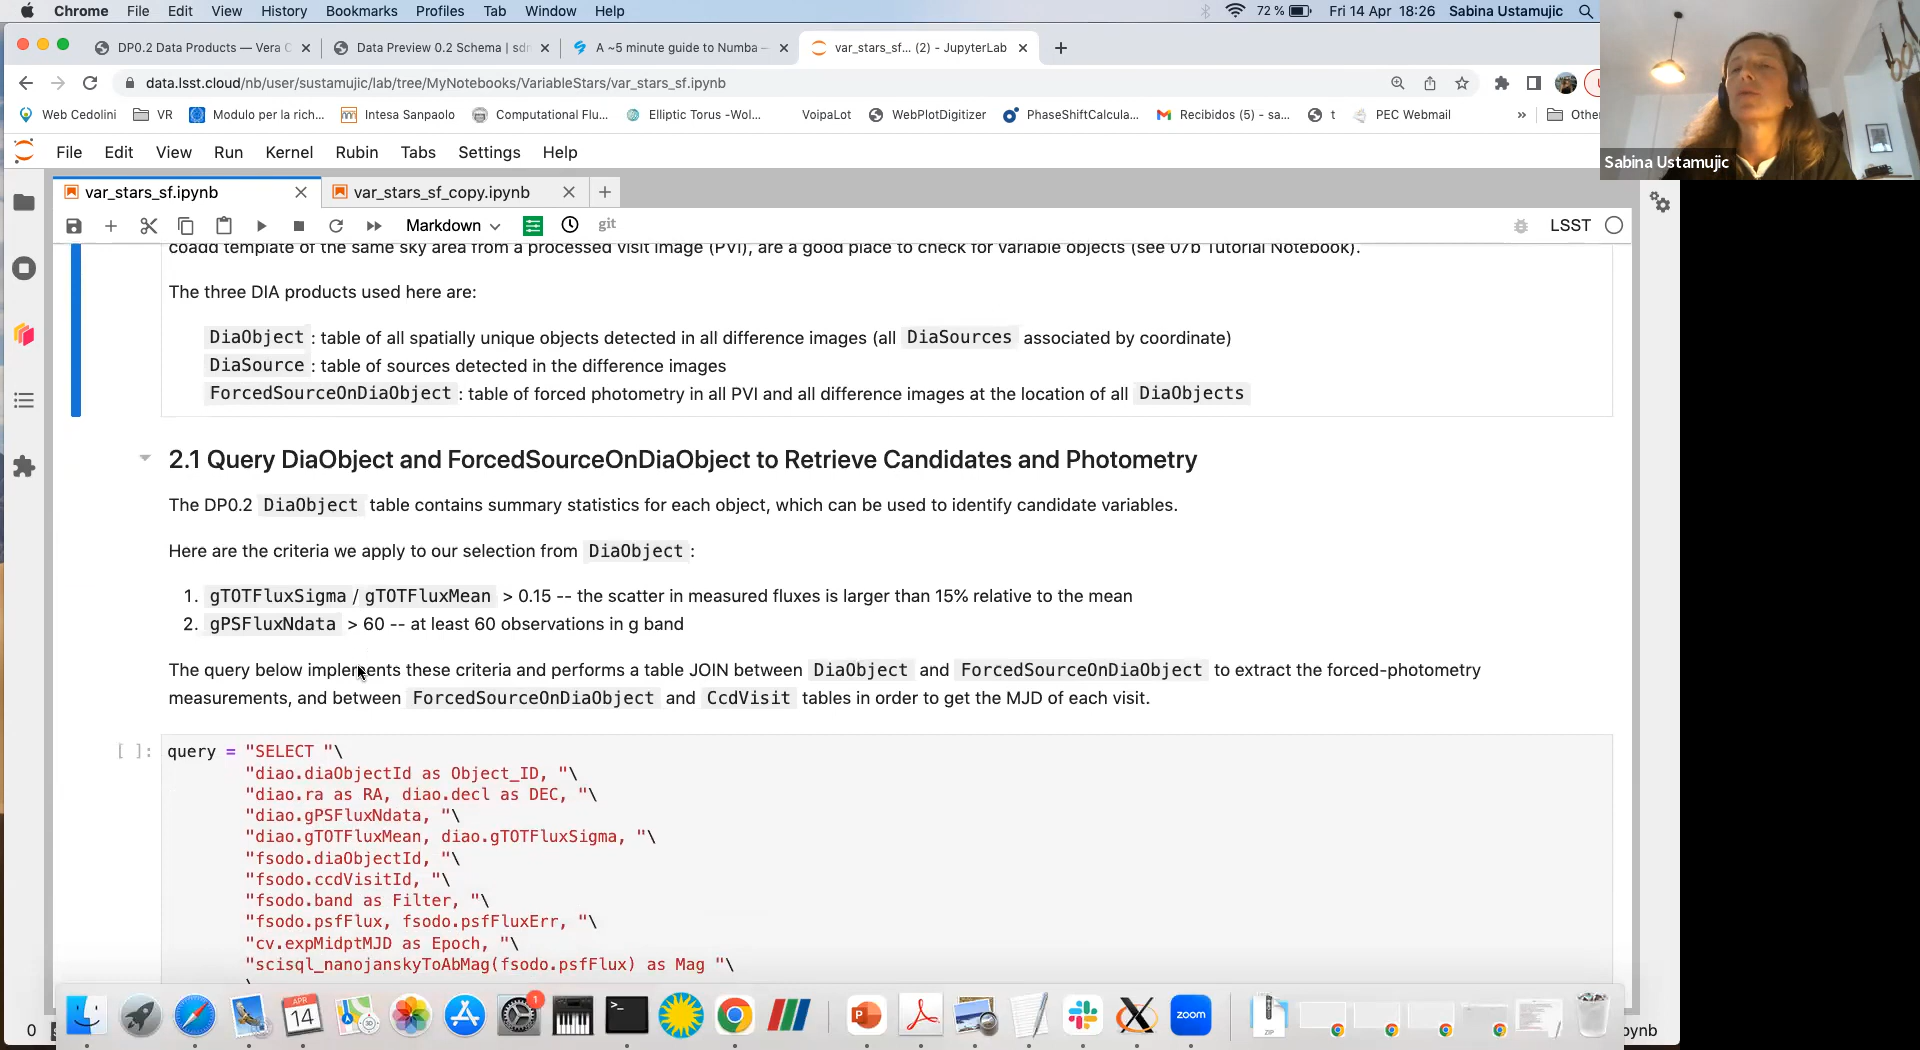 Chrome File Edit View History Bookmarks Profiles Tab Window Help 72 % Fri 14 Apr 18:26 Sabina Ustamujic
DP0.2 Data Products — Vera C Data Preview 0.2 Schema | sdr A ~5 minute guide to Numba — var_stars_sf... (2) - JupyterLab
data.lsst.cloud/nb/user/sustamujic/lab/tree/MyNotebooks/VariableStars/var_stars_sf.ipynb
Web Cedolini VR Modulo per la rich... Intesa Sanpaolo Computational Flu... Elliptic Torus -Wol... VoipaLot WebPlotDigitizer PhaseShiftCalcula... Recibidos (5) - sa... t PEC Webmail » Othe
Sabina Ustamujic
File Edit View Run Kernel Rubin Tabs Settings Help
var_stars_sf.ipynb var_stars_sf_copy.ipynb
Markdown git LSST
coadd template of the same sky area from a processed visit image (PVI), are a good place to check for variable objects (see 07b Tutorial Notebook).
The three DIA products used here are:
DiaObject : table of all spatially unique objects detected in all difference images (all DiaSources associated by coordinate)
DiaSource : table of sources detected in the difference images
ForcedSourceOnDiaObject : table of forced photometry in all PVI and all difference images at the location of all DiaObjects
2.1 Query DiaObject and ForcedSourceOnDiaObject to Retrieve Candidates and Photometry
The DP0.2 DiaObject table contains summary statistics for each object, which can be used to identify candidate variables.
Here are the criteria we apply to our selection from DiaObject :
1. gTOTFluxSigma / gTOTFluxMean > 0.15 -- the scatter in measured fluxes is larger than 15% relative to the mean
2. gPSFluxNdata > 60 -- at least 60 observations in g band
The query below implements these criteria and performs a table JOIN between DiaObject and ForcedSourceOnDiaObject to extract the forced-photometry
measurements, and between ForcedSourceOnDiaObject and CcdVisit tables in order to get the MJD of each visit.
[ ]: query = "SELECT "\
"diao.diaObjectId as Object_ID, "\
"diao.ra as RA, diao.decl as DEC, "\
"diao.gPSFluxNdata, "\
"diao.gTOTFluxMean, diao.gTOTFluxSigma, "\
"fsodo.diaObjectId, "\
"fsodo.ccdVisitId, "\
"fsodo.band as Filter, "\
"fsodo.psfFlux, fsodo.psfFluxErr, "\
"cv.expMidptMJD as Epoch, "\
"scisql_nanojanskyToAbMag(fsodo.psfFlux) as Mag "\
APR
14
1
zoom
ZIP
0
ynb